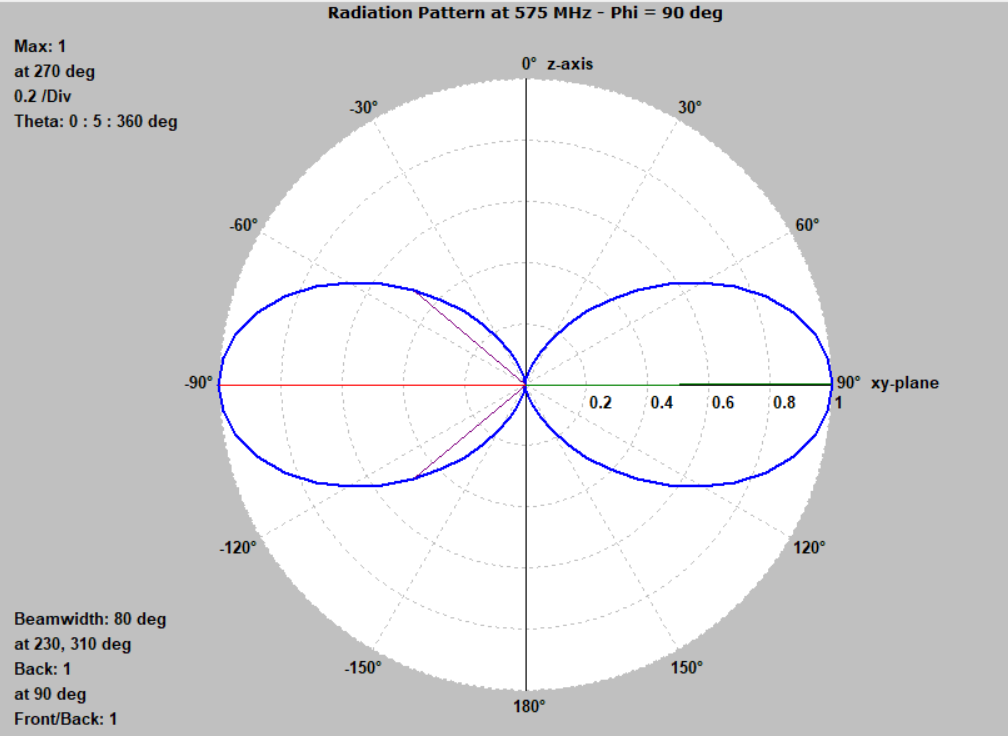 Radiation Pattern at 575 MHz - Phi = 90 deg
Max: 1
at 270 deg
0.2 /Div
Theta: 0 : 5 : 360 deg
0° z-axis
-30°
30°
-60°
60°
-90°
90° xy-plane
0.2
0.4
0.6
0.8
1
-120°
120°
-150°
150°
180°
Beamwidth: 80 deg
at 230, 310 deg
Back: 1
at 90 deg
Front/Back: 1